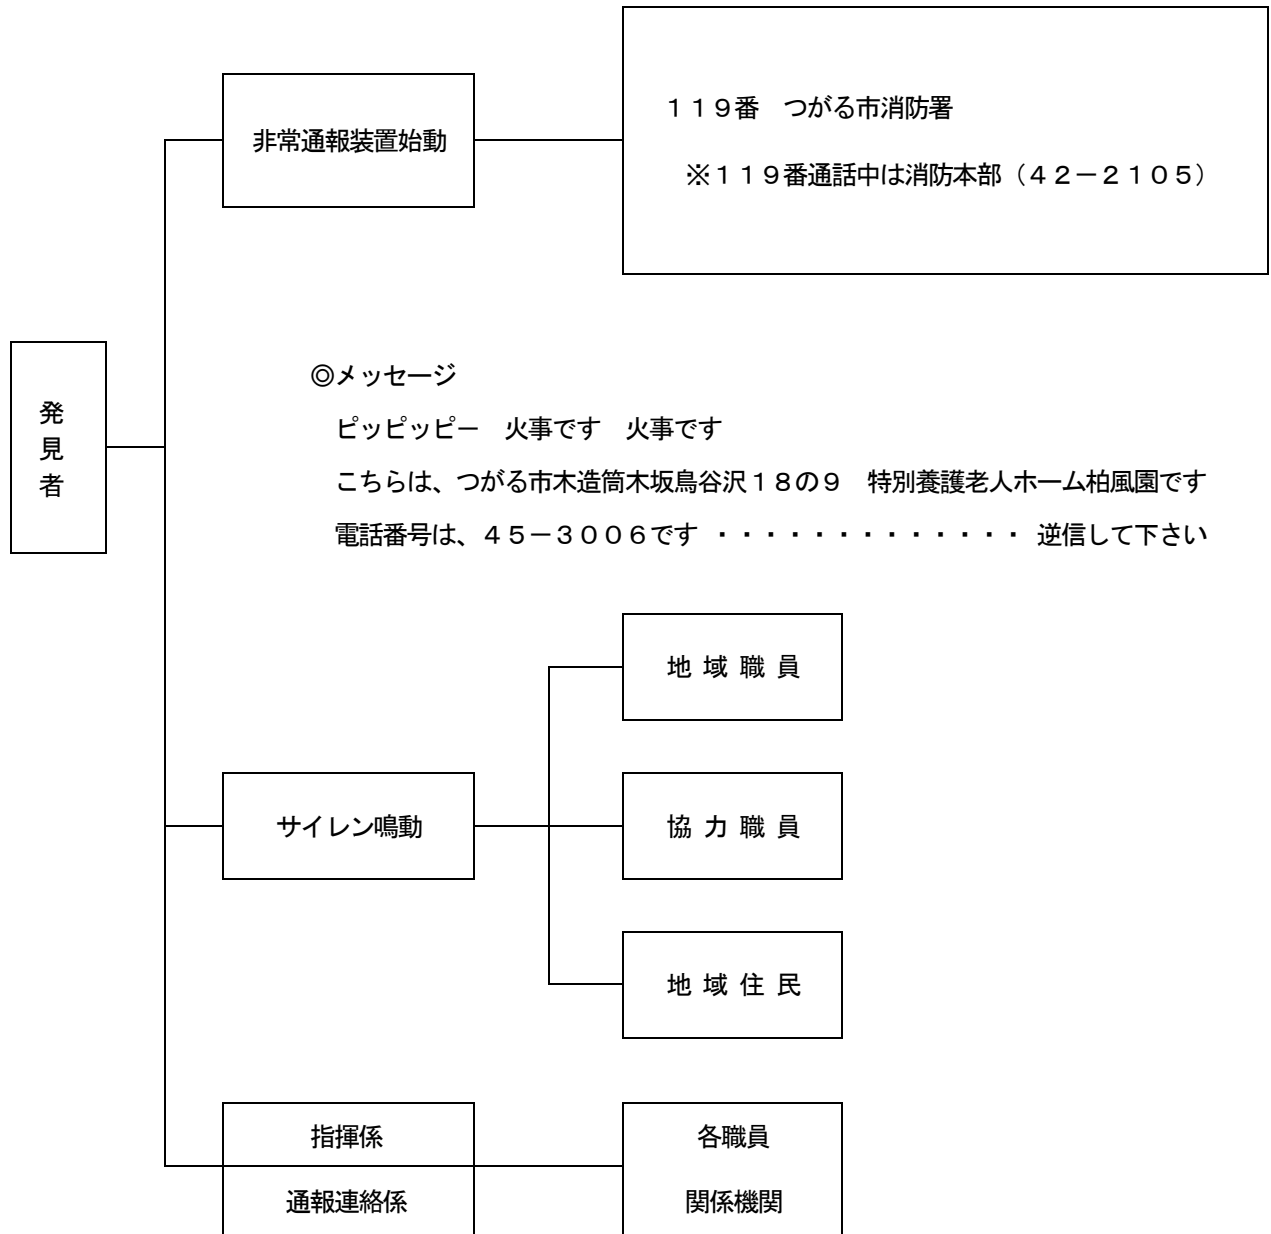 １１９番　つがる市消防署
非常通報装置始動
※１１９番通話中は消防本部（４２－２１０５）
◎メッセージ
発見者
ピッピッピー　火事です　火事です
こちらは、つがる市木造筒木坂鳥谷沢１８の９　特別養護老人ホーム柏風園です
電話番号は、４５－３００６です ・・・・・・・・・・・・・ 逆信して下さい
地 域 職 員
サイレン鳴動
協 力 職 員
地 域 住 民
指揮係
各職員
通報連絡係
関係機関